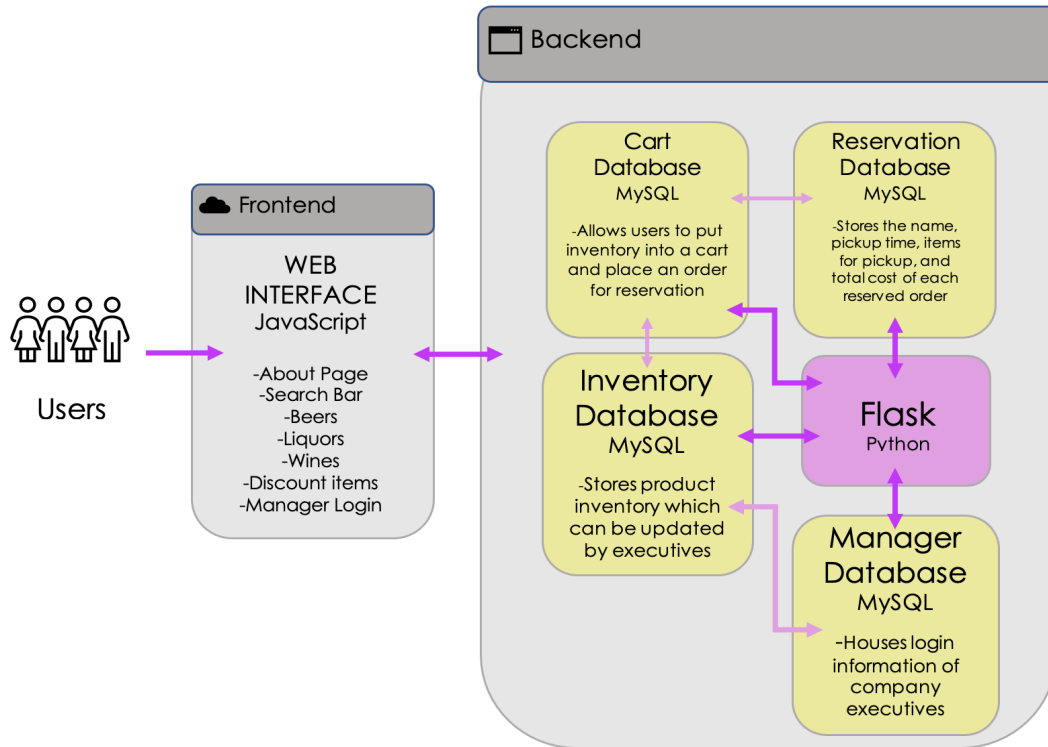 Users
Frontend
WEB
INTERFACE
JavaScript
-About Page
-Search Bar
-Beers
-Liquors
-Wines
-Discount items
-Manager Login
Backend
Cart
Database
MySQL
-Allows users to put
inventory into a cart
and place an order
for reservation
Reservation
Database
MySQL
-Stores the name,
pickup time, items
for pickup, and
total cost of each
reserved order
Inventory
Database
MySQL
-Stores product
inventory which
can be updated
by executives
Flask
Python
Manager
Database
MySQL
-Houses login
information of
company
executives